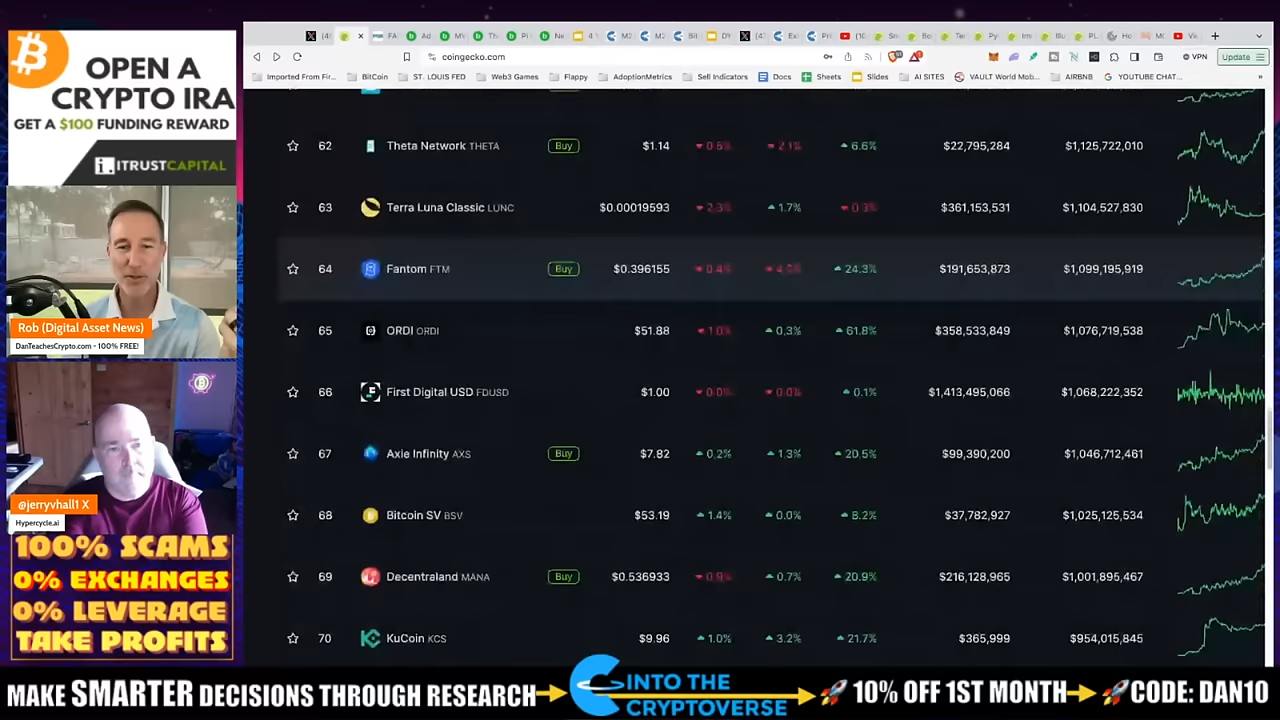 OPEN A
CRYPTO IRA
GET A $100 FUNDING REWARD
ITRUSTCAPITAL
Rob (Digital Asset News)
DanTeachesCrypto.com - 100% FREE!
@jerryvhall1 X
Hypercycle.ai
100% SCAMS
0% EXCHANGES
0% LEVERAGE
TAKE PROFITS
coingecko.com
VPN
Update
Imported From Fir...
BitCoin
ST. LOUIS FED
Web3 Games
Flappy
AdoptionMetrics
Sell Indicators
Docs
Sheets
Slides
AI SITES
VAULT World Mob...
AIRBNB
YOUTUBE CHAT...
62 Theta Network THETA Buy $1.14 0.6% 2.1% 6.6% $22,795,284 $1,125,722,010
63 Terra Luna Classic LUNC $0.00019593 2.3% 1.7% 0.3% $361,153,531 $1,104,527,830
64 Fantom FTM Buy $0.396155 0.4% 24.3% $191,653,873 $1,099,195,919
65 ORDI ORDI $51.88 1.0% 0.3% 61.8% $358,533,849 $1,076,719,538
66 First Digital USD FDUSD $1.00 0.0% 0.0% 0.1% $1,413,495,066 $1,068,222,352
67 Axie Infinity AXS Buy $7.82 0.2% 1.3% 20.5% $99,390,200 $1,046,712,461
68 Bitcoin SV BSV $53.19 1.4% 0.0% 8.2% $37,782,927 $1,025,125,534
69 Decentraland MANA Buy $0.536933 0.9% 0.7% 20.9% $216,128,965 $1,001,895,467
70 KuCoin KCS $9.96 1.0% 3.2% 21.7% $365,999 $954,015,845
MAKE SMARTER DECISIONS THROUGH RESEARCH
INTO THE
CRYPTOVERSE
10% OFF 1ST MONTH
CODE: DAN10